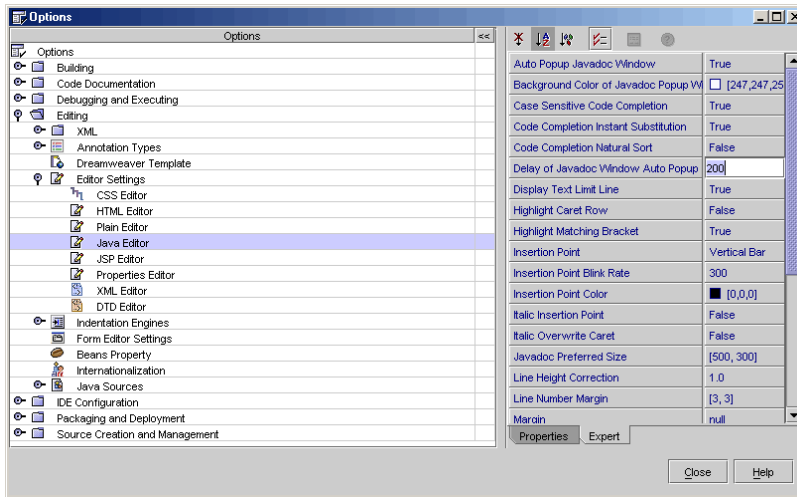 Options
Options
<<
Options
Building
Code Documentation
Debugging and Executing
Editing
XML
Annotation Types
Dreamweaver Template
Editor Settings
CSS Editor
HTML Editor
Plain Editor
Java Editor
JSP Editor
Properties Editor
XML Editor
DTD Editor
Indentation Engines
Form Editor Settings
Beans Property
Internationalization
Java Sources
IDE Configuration
Packaging and Deployment
Source Creation and Management
Auto Popup Javadoc Window True
Background Color of Javadoc Popup W [247,247,25
Case Sensitive Code Completion True
Code Completion Instant Substitution True
Code Completion Natural Sort False
Delay of Javadoc Window Auto Popup 200
Display Text Limit Line True
Highlight Caret Row False
Highlight Matching Bracket True
Insertion Point Vertical Bar
Insertion Point Blink Rate 300
Insertion Point Color [0,0,0]
Italic Insertion Point False
Italic Overwrite Caret False
Javadoc Preferred Size [500, 300]
Line Height Correction 1.0
Line Number Margin [3, 3]
Margin null
Properties Expert
Close Help